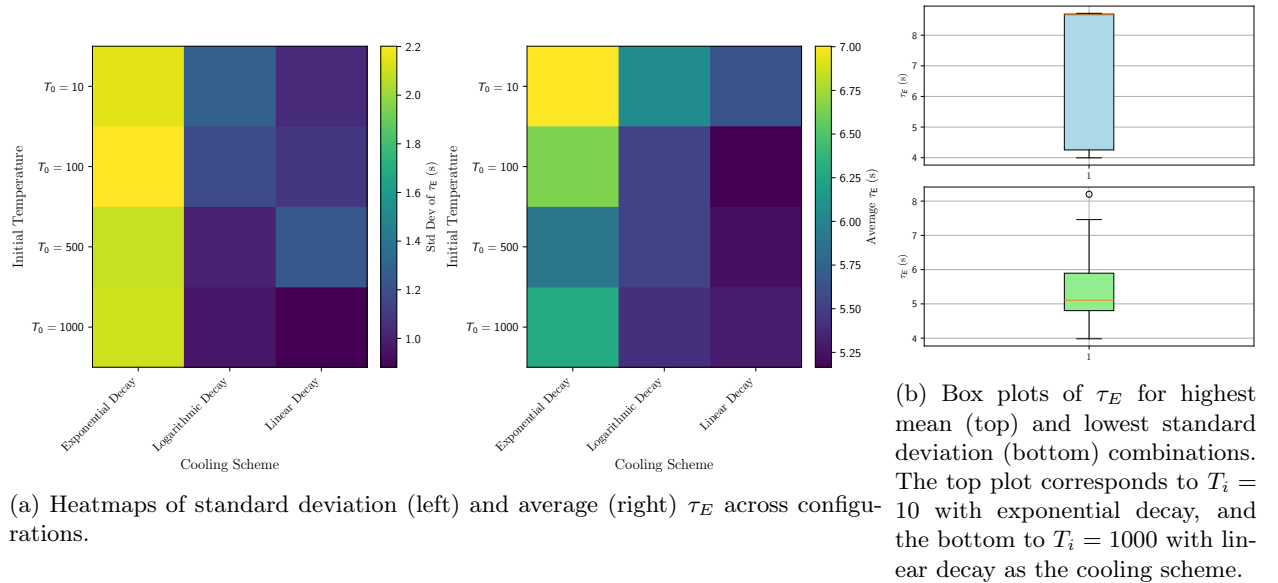 Initial Temperature
T₀ = 10
T₀ = 100
T₀ = 500
T₀ = 1000
Exponential Decay
Logarithmic Decay
Linear Decay
Cooling Scheme
2.2
2.0
1.8
1.6
1.4
1.2
1.0
Std Dev of τE (s)
Initial Temperature
T₀ = 10
T₀ = 100
T₀ = 500
T₀ = 1000
Exponential Decay
Logarithmic Decay
Linear Decay
Cooling Scheme
7.00
6.75
6.50
6.25
6.00
5.75
5.50
5.25
Average τE (s)
(a) Heatmaps of standard deviation (left) and average (right) τE across configu-
rations.
8
7
6
5
4
τE (s)
1
8
7
6
5
4
τE (s)
1
(b) Box plots of τE for highest
mean (top) and lowest standard
deviation (bottom) combinations.
The top plot corresponds to Ti =
10 with exponential decay, and
the bottom to Ti = 1000 with lin-
ear decay as the cooling scheme.